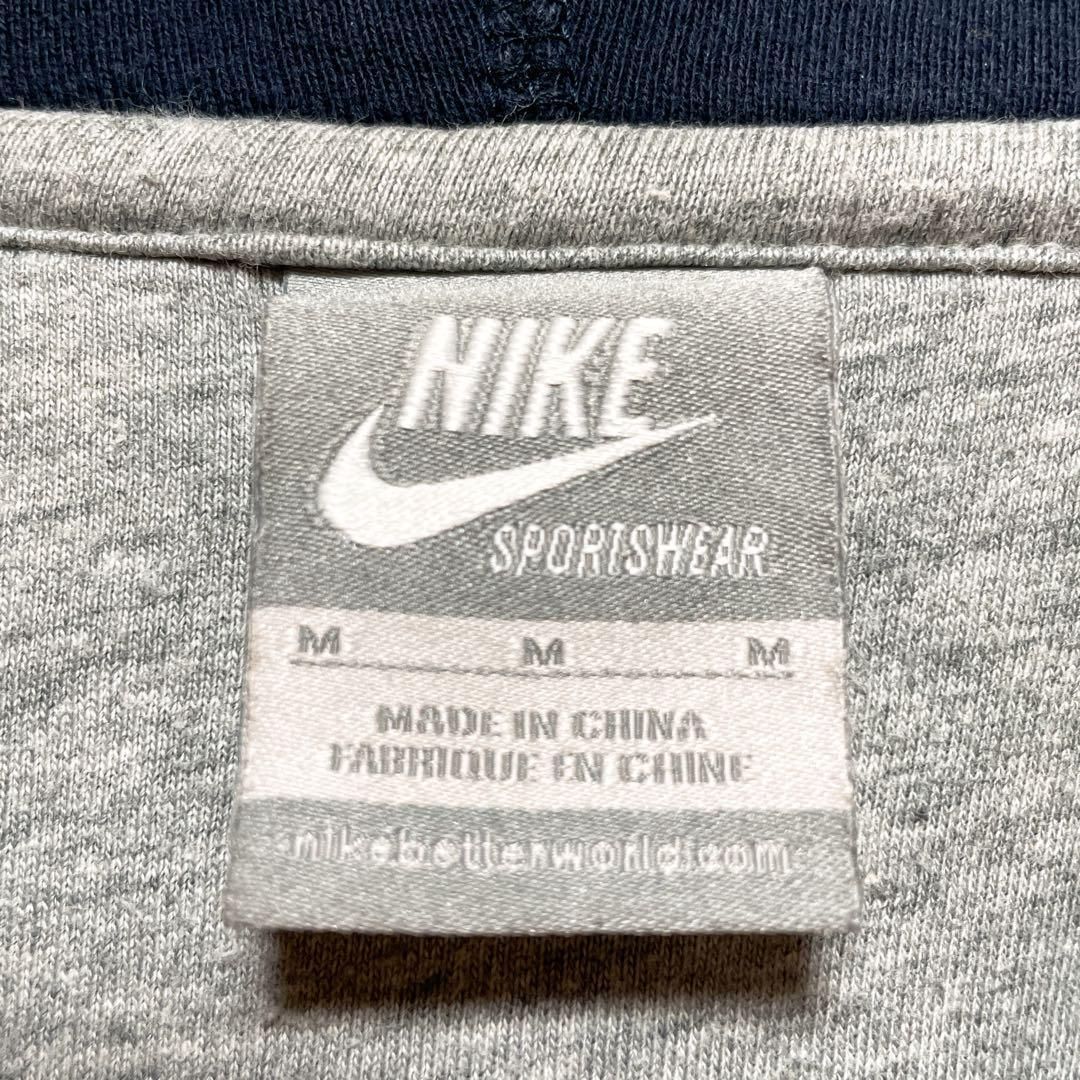 NIKE
SPORTSWEAR
M M M
MADE IN CHINA
FABRIQUE EN CHINE
nikebetterworld.com